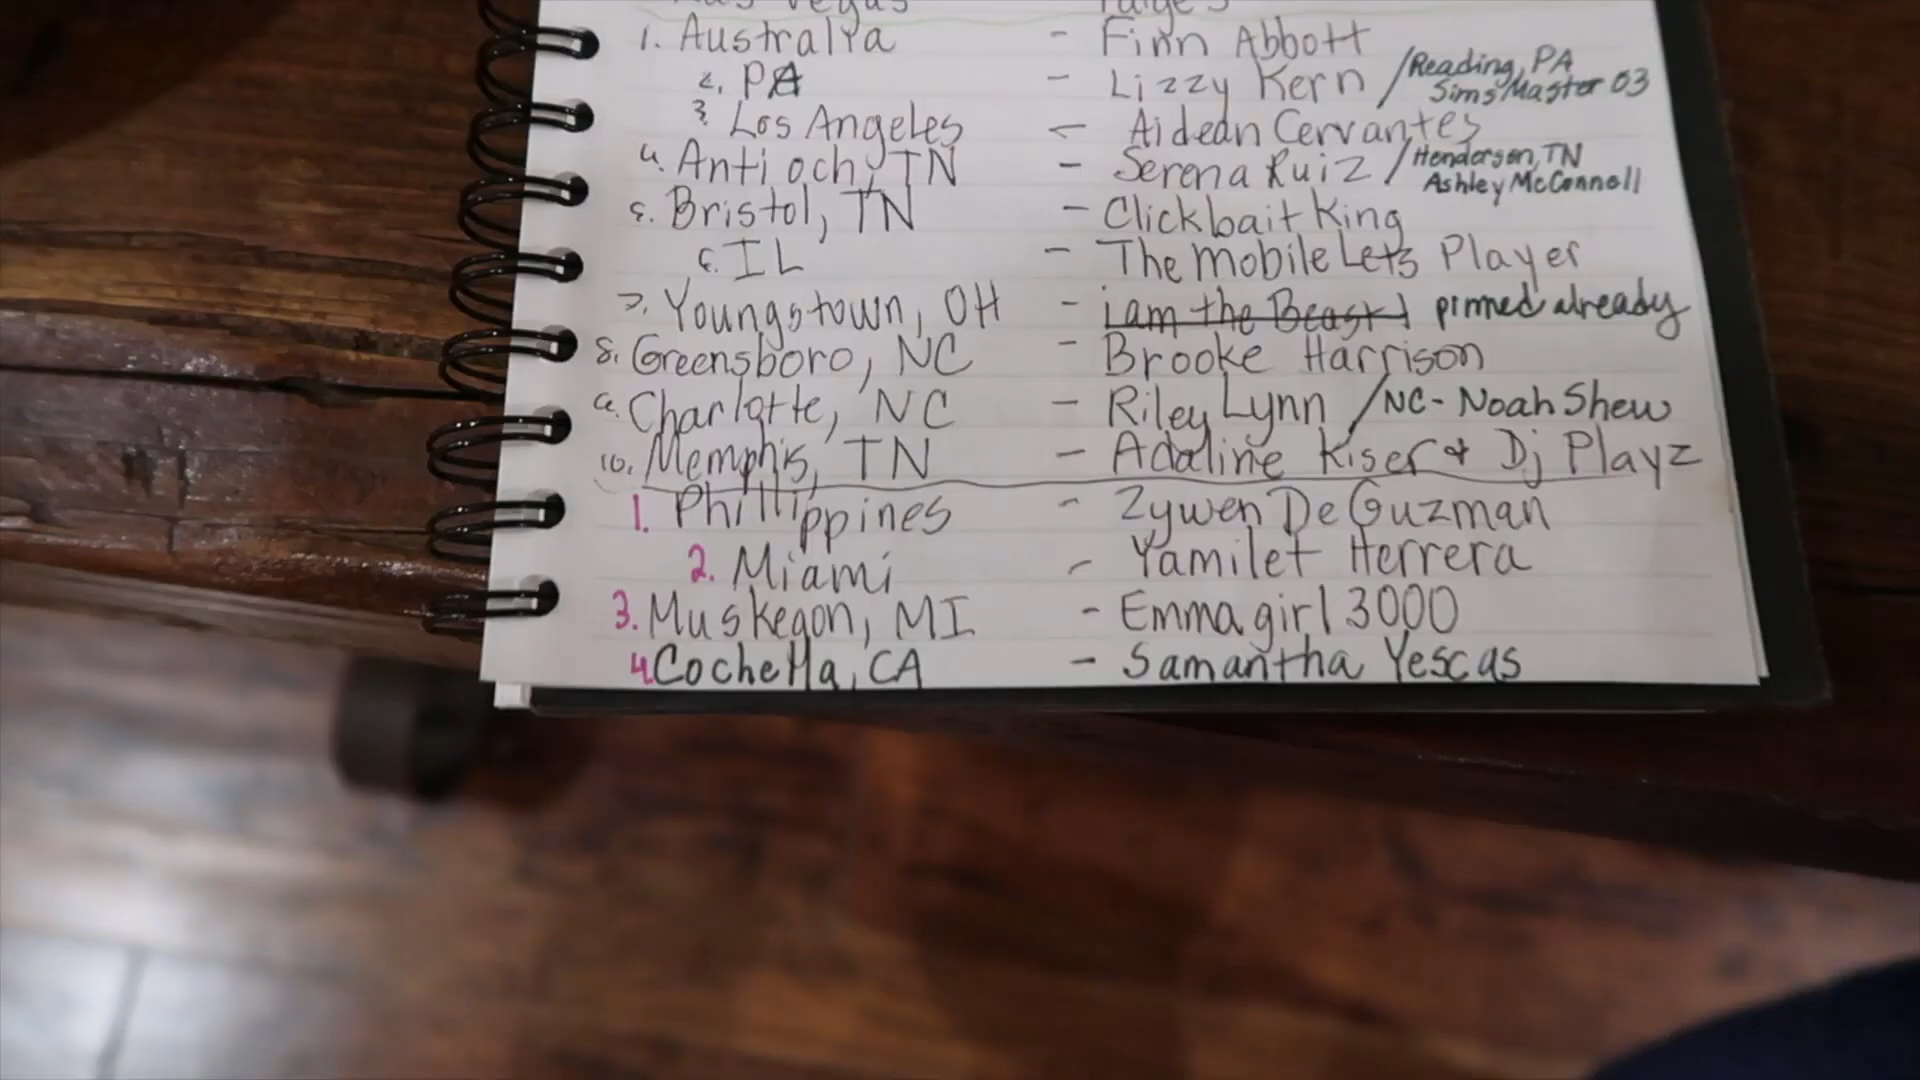 1. Australia - Finn Abbott
2. PA - Lizzy Kern / Reading, PA
Sims Master 03
3. Los Angeles - Aidean Cervantes
4. Antioch, TN - Serena Ruiz / Henderson, TN
Ashley McConnell
5. Bristol, TN - Clickbait King
6. IL - The Mobile Lets Player
7. Youngstown, OH - i am the Beast 1 pinned already
8. Greensboro, NC - Brooke Harrison
9. Charlotte, NC - Riley Lynn / NC - Noah Shew
10. Memphis, TN - Adaline Kiser & Dj Playz
1. Phillippines - Zywen De Guzman
2. Miami - Yamilet Herrera
3. Muskegon, MI - Emmagirl 3000
4. Cochella, CA - Samantha Yescas